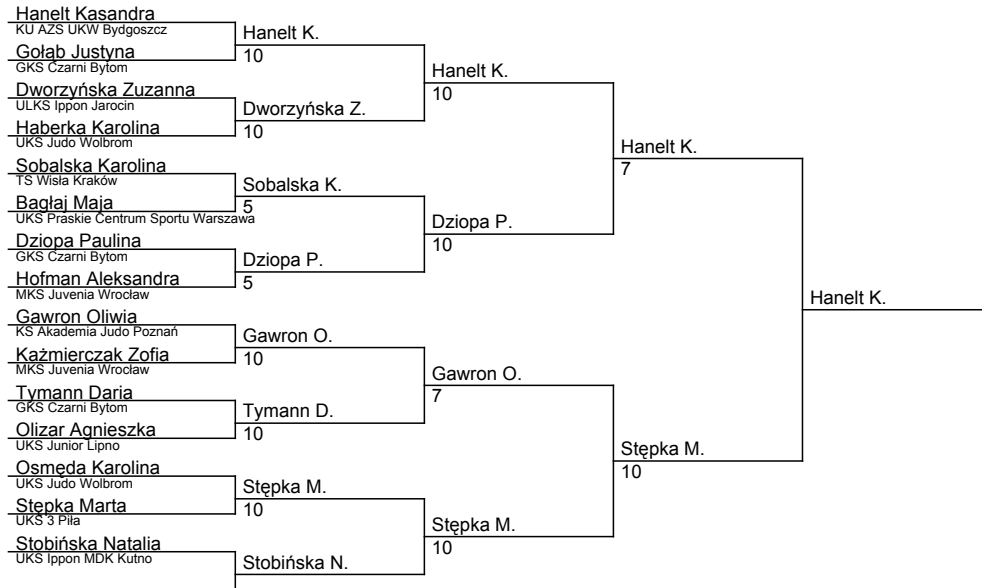 Hanelt Kasandra
KU AZS UKW Bydgoszcz
Gołąb Justyna
GKS Czarni Bytom
Dworzyńska Zuzanna
ULKS Ippon Jarocin
Haberka Karolina
UKS Judo Wolbrom
Sobalska Karolina
TS Wisła Kraków
Bagłaj Maja
UKS Praskie Centrum Sportu Warszawa
Dziopa Paulina
GKS Czarni Bytom
Hofman Aleksandra
MKS Juvenia Wrocław
Gawron Oliwia
KS Akademia Judo Poznań
Kaźmierczak Zofia
MKS Juvenia Wrocław
Tymann Daria
GKS Czarni Bytom
Olizar Agnieszka
UKS Junior Lipno
Osmęda Karolina
UKS Judo Wolbrom
Stępka Marta
UKS 3 Piła
Stobińska Natalia
UKS Ippon MDK Kutno
Hanelt K.
10
Dworzyńska Z.
10
Sobalska K.
5
Dziopa P.
5
Gawron O.
10
Tymann D.
10
Stępka M.
10
Stobińska N.
Hanelt K.
10
Dziopa P.
10
Gawron O.
7
Stępka M.
10
Hanelt K.
7
Stępka M.
10
Hanelt K.